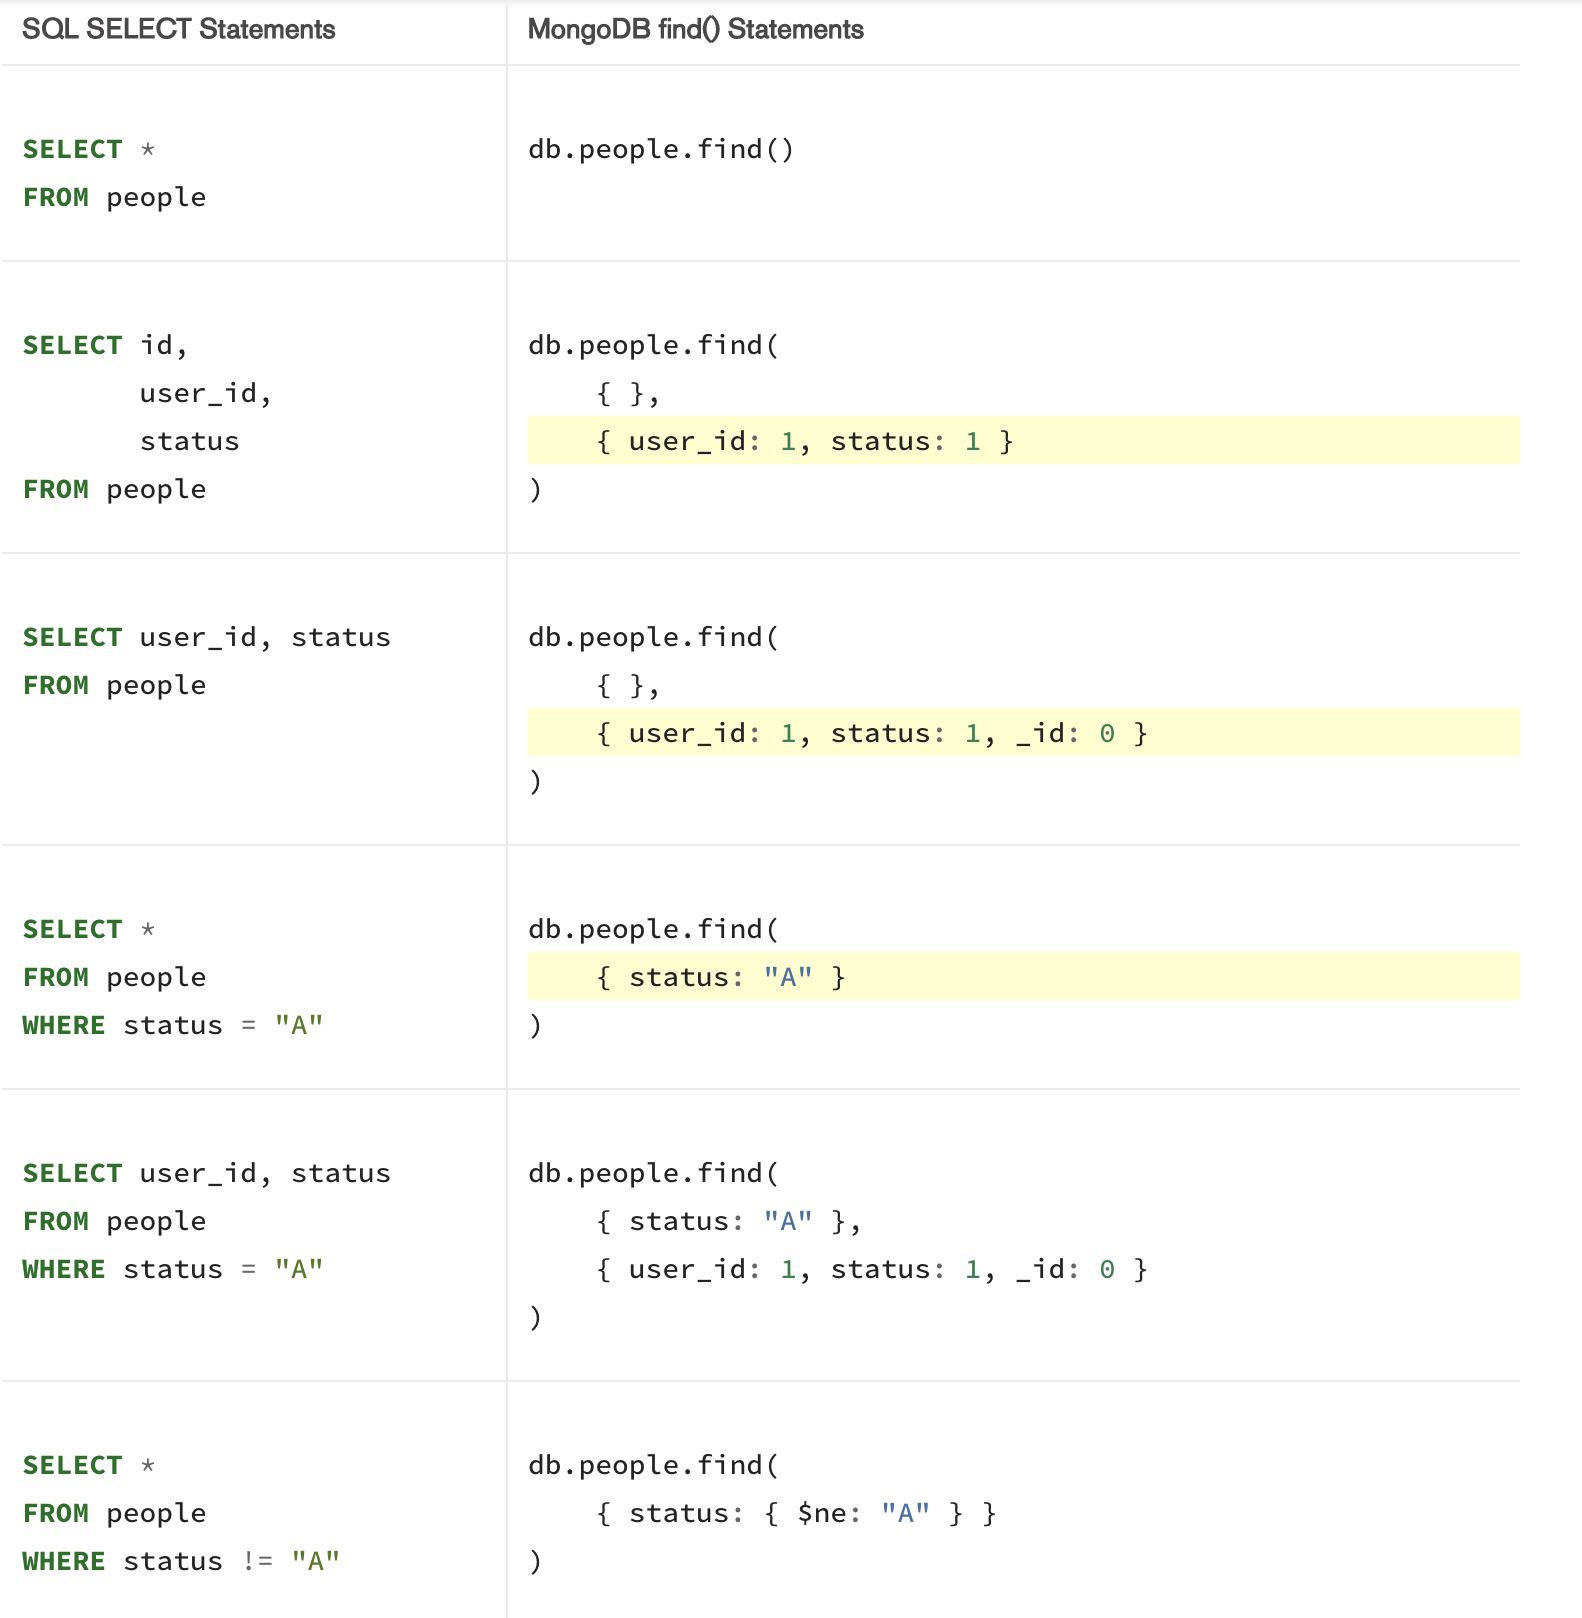 SQL SELECT Statements
MongoDB find() Statements
SELECT *
FROM people
db.people.find()
SELECT id,
user_id,
status
FROM people
db.people.find(
{ },
{ user_id: 1, status: 1 }
)
SELECT user_id, status
FROM people
db.people.find(
{ },
{ user_id: 1, status: 1, _id: 0 }
)
SELECT *
FROM people
WHERE status = "A"
db.people.find(
{ status: "A" }
)
SELECT user_id, status
FROM people
WHERE status = "A"
db.people.find(
{ status: "A" },
{ user_id: 1, status: 1, _id: 0 }
)
SELECT *
FROM people
WHERE status != "A"
db.people.find(
{ status: { $ne: "A" } }
)